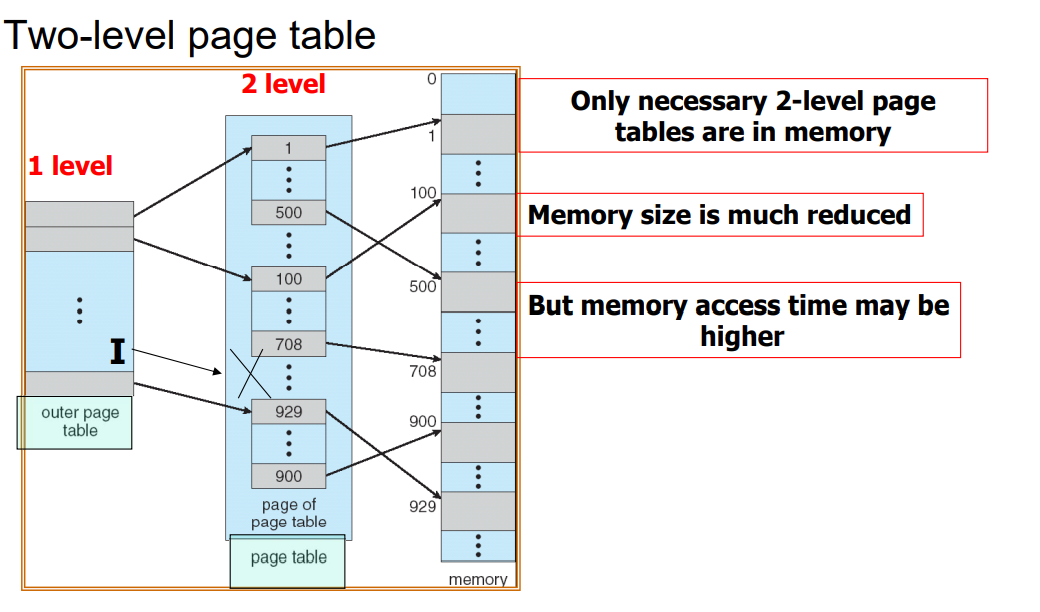 Two-level page table
2 level
1 level
0
1
100
500
708
900
929
1
500
100
708
929
900
I
outer page
table
page of
page table
page table
memory
Only necessary 2-level page
tables are in memory
Memory size is much reduced
But memory access time may be
higher